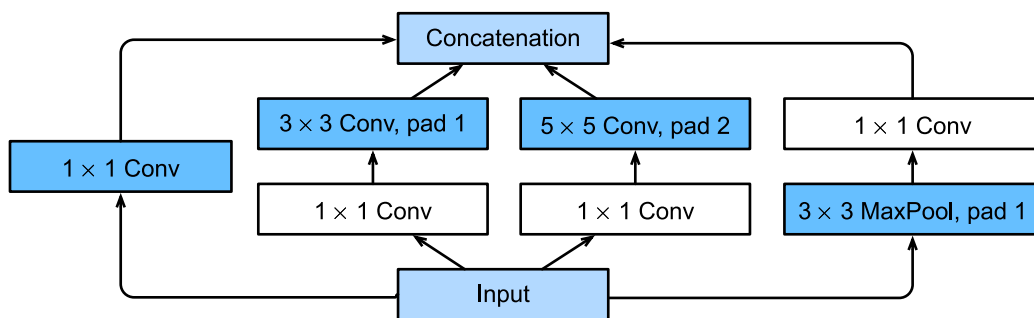 Concatenation
3 × 3 Conv, pad 1
5 × 5 Conv, pad 2
1 × 1 Conv
1 × 1 Conv
1 × 1 Conv
1 × 1 Conv
3 × 3 MaxPool, pad 1
Input